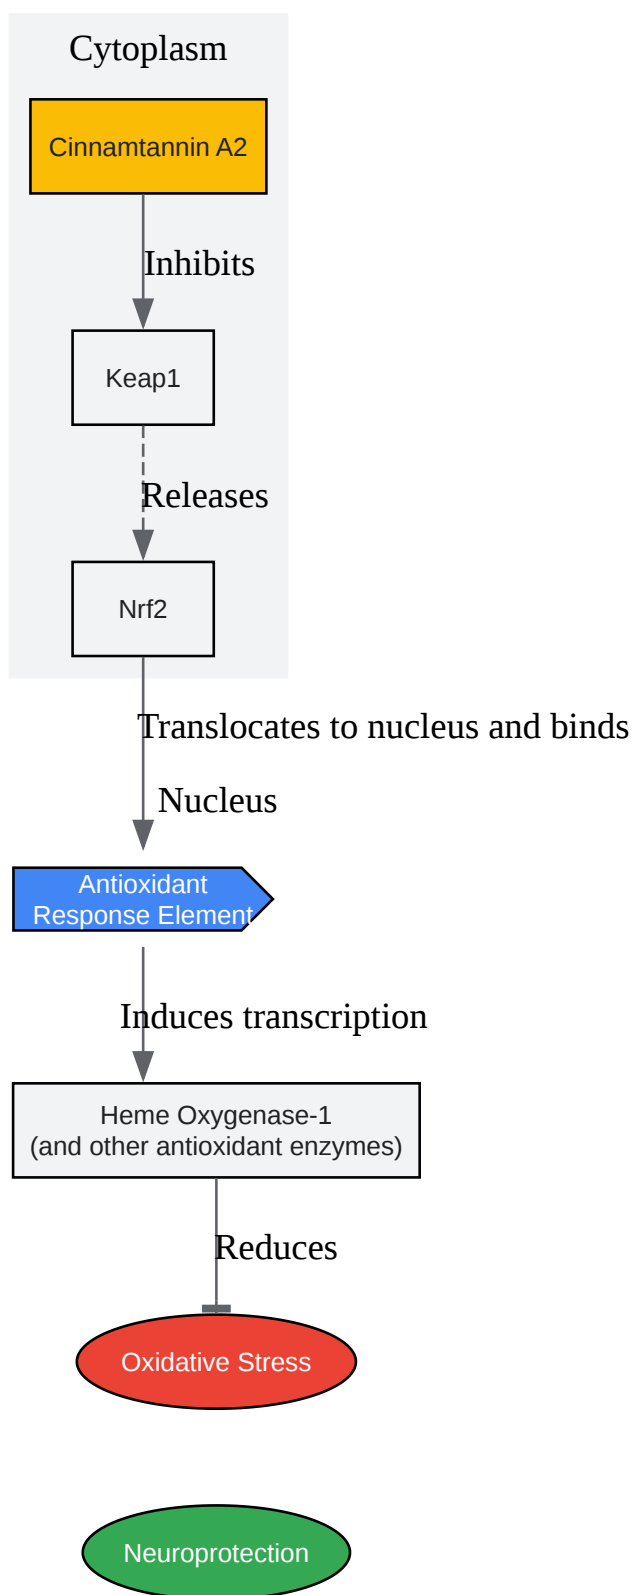 Cytoplasm
Cinnamtannin A2
Inhibits
Keap1
Releases
Nrf2
Translocates to nucleus and binds
Nucleus
Antioxidant
Response Element
Induces transcription
Heme Oxygenase-1
(and other antioxidant enzymes)
Reduces
Oxidative Stress
Neuroprotection